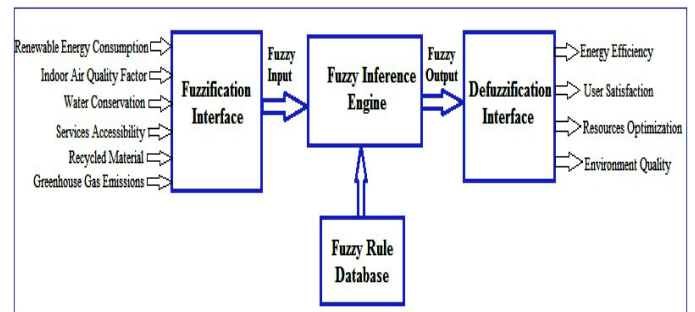 Renewable Energy Consumption
Indoor Air Quality Factor
Water Conservation
Services Accessibility
Recycled Material
Greenhouse Gas Emissions
Fuzzification
Interface
Fuzzy
Input
Fuzzy Inference
Engine
Fuzzy
Output
Defuzzification
Interface
Energy Efficiency
User Satisfaction
Resources Optimization
Environment Quality
Fuzzy Rule
Database